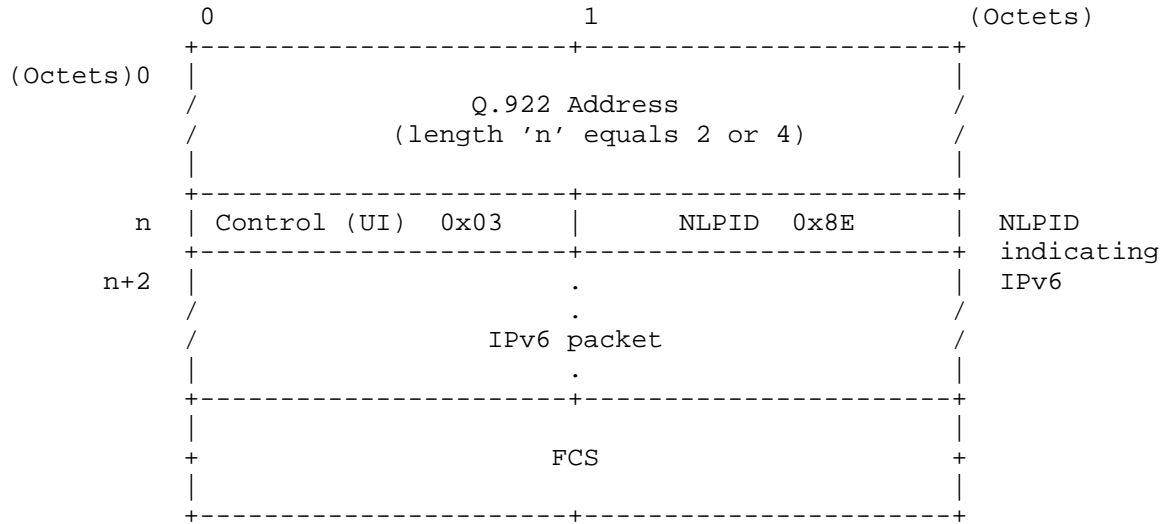 0 1 (Octets)
(Octets)0
Q.922 Address
(length 'n' equals 2 or 4)
n Control (UI) 0x03 NLPID 0x8E NLPID
indicating
n+2 . IPv6
.
IPv6 packet
.
FCS